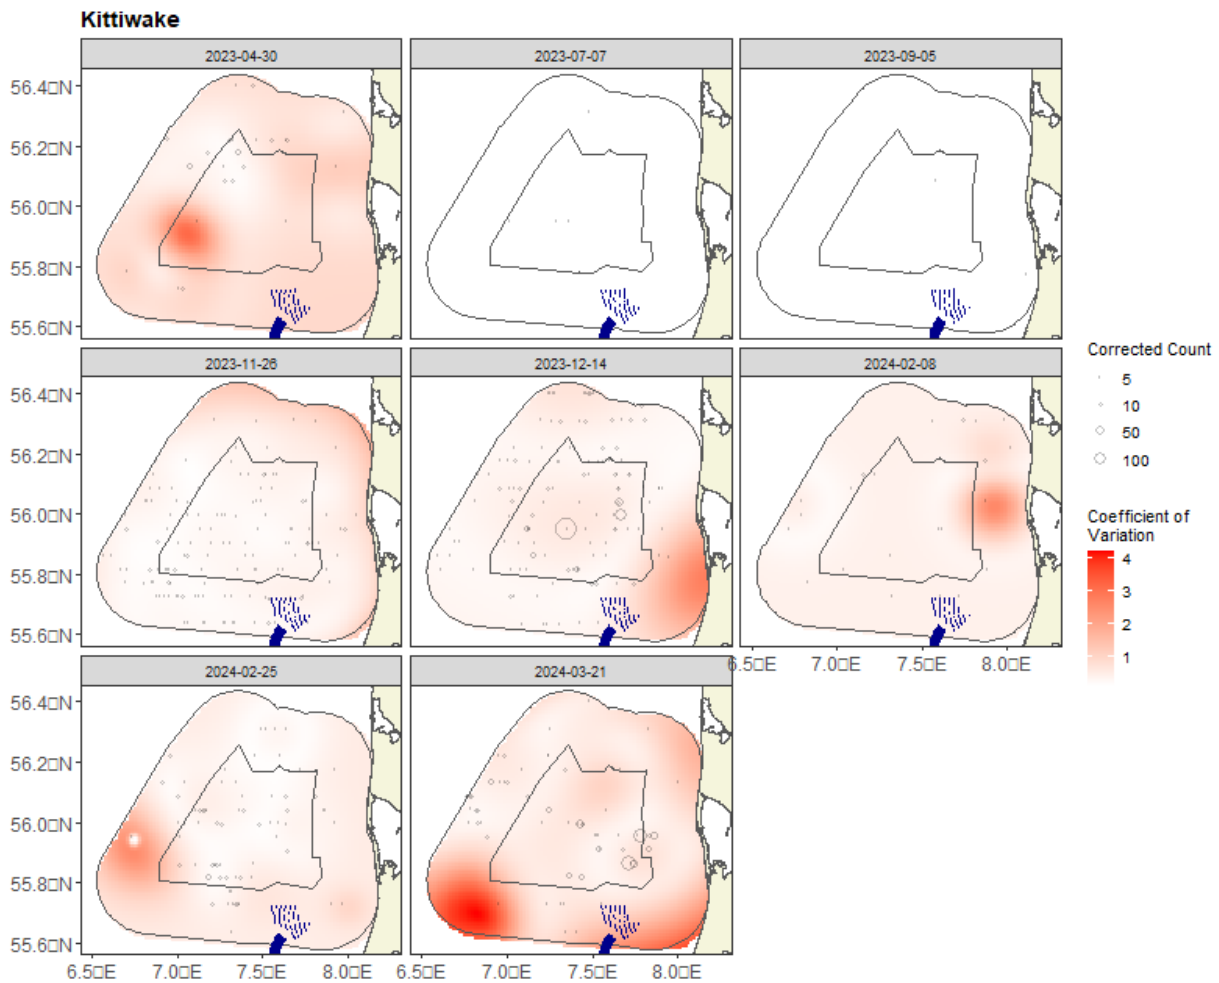 Kittiwake
2023-04-30
2023-07-07
2023-09-05
56.4□N
56.2□N
56.0□N
55.8□N
55.6□N
2023-11-26
2023-12-14
2024-02-08
56.4□N
56.2□N
56.0□N
55.8□N
55.6□N
6.5□E 7.0□E 7.5□E 8.0□E
2024-02-25
2024-03-21
56.4□N
56.2□N
56.0□N
55.8□N
55.6□N
6.5□E 7.0□E 7.5□E 8.0□E
6.5□E 7.0□E 7.5□E 8.0□E
Corrected Count
5
10
50
100
Coefficient of
Variation
4
3
2
1